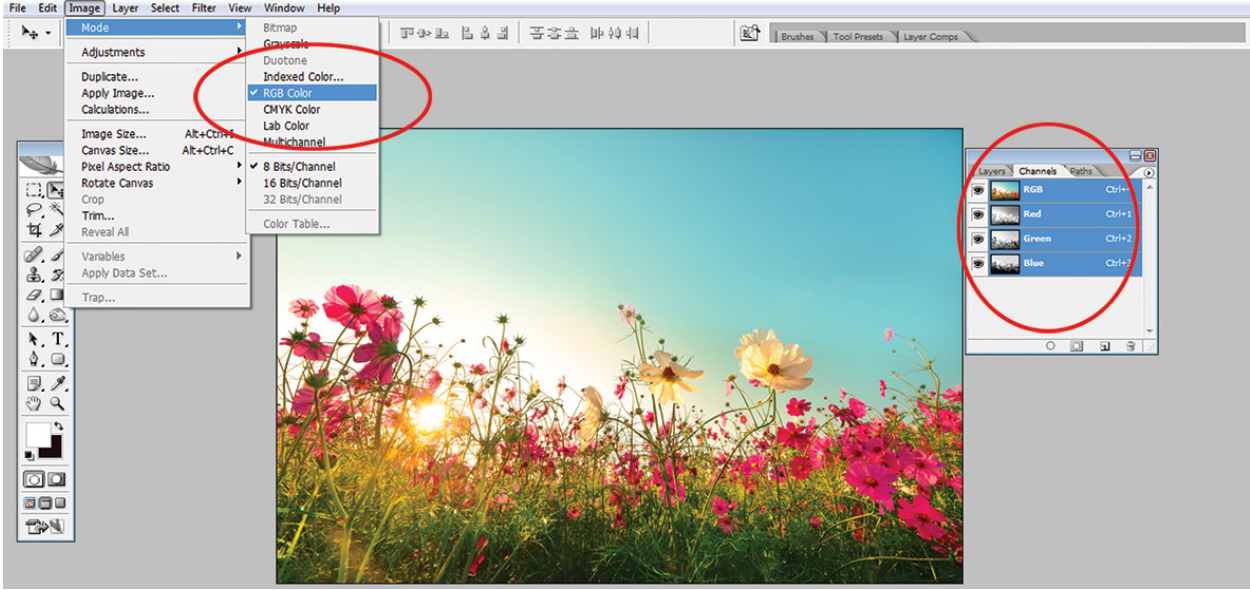 File Edit Image Layer Select Filter View Window Help
Mode
Adjustments
Duplicate...
Apply Image...
Calculations...
Image Size... Alt+Ctrl+I
Canvas Size... Alt+Ctrl+C
Pixel Aspect Ratio
Rotate Canvas
Crop
Trim...
Reveal All
Variables
Apply Data Set...
Trap...
Bitmap
Grayscale
Duotone
Indexed Color...
RGB Color
CMYK Color
Lab Color
Multichannel
8 Bits/Channel
16 Bits/Channel
32 Bits/Channel
Color Table...
Brushes Tool Presets Layer Comps
T
Layers Channels Paths
RGB
Red Ctrl+1
Green Ctrl+2
Blue Ctrl+3